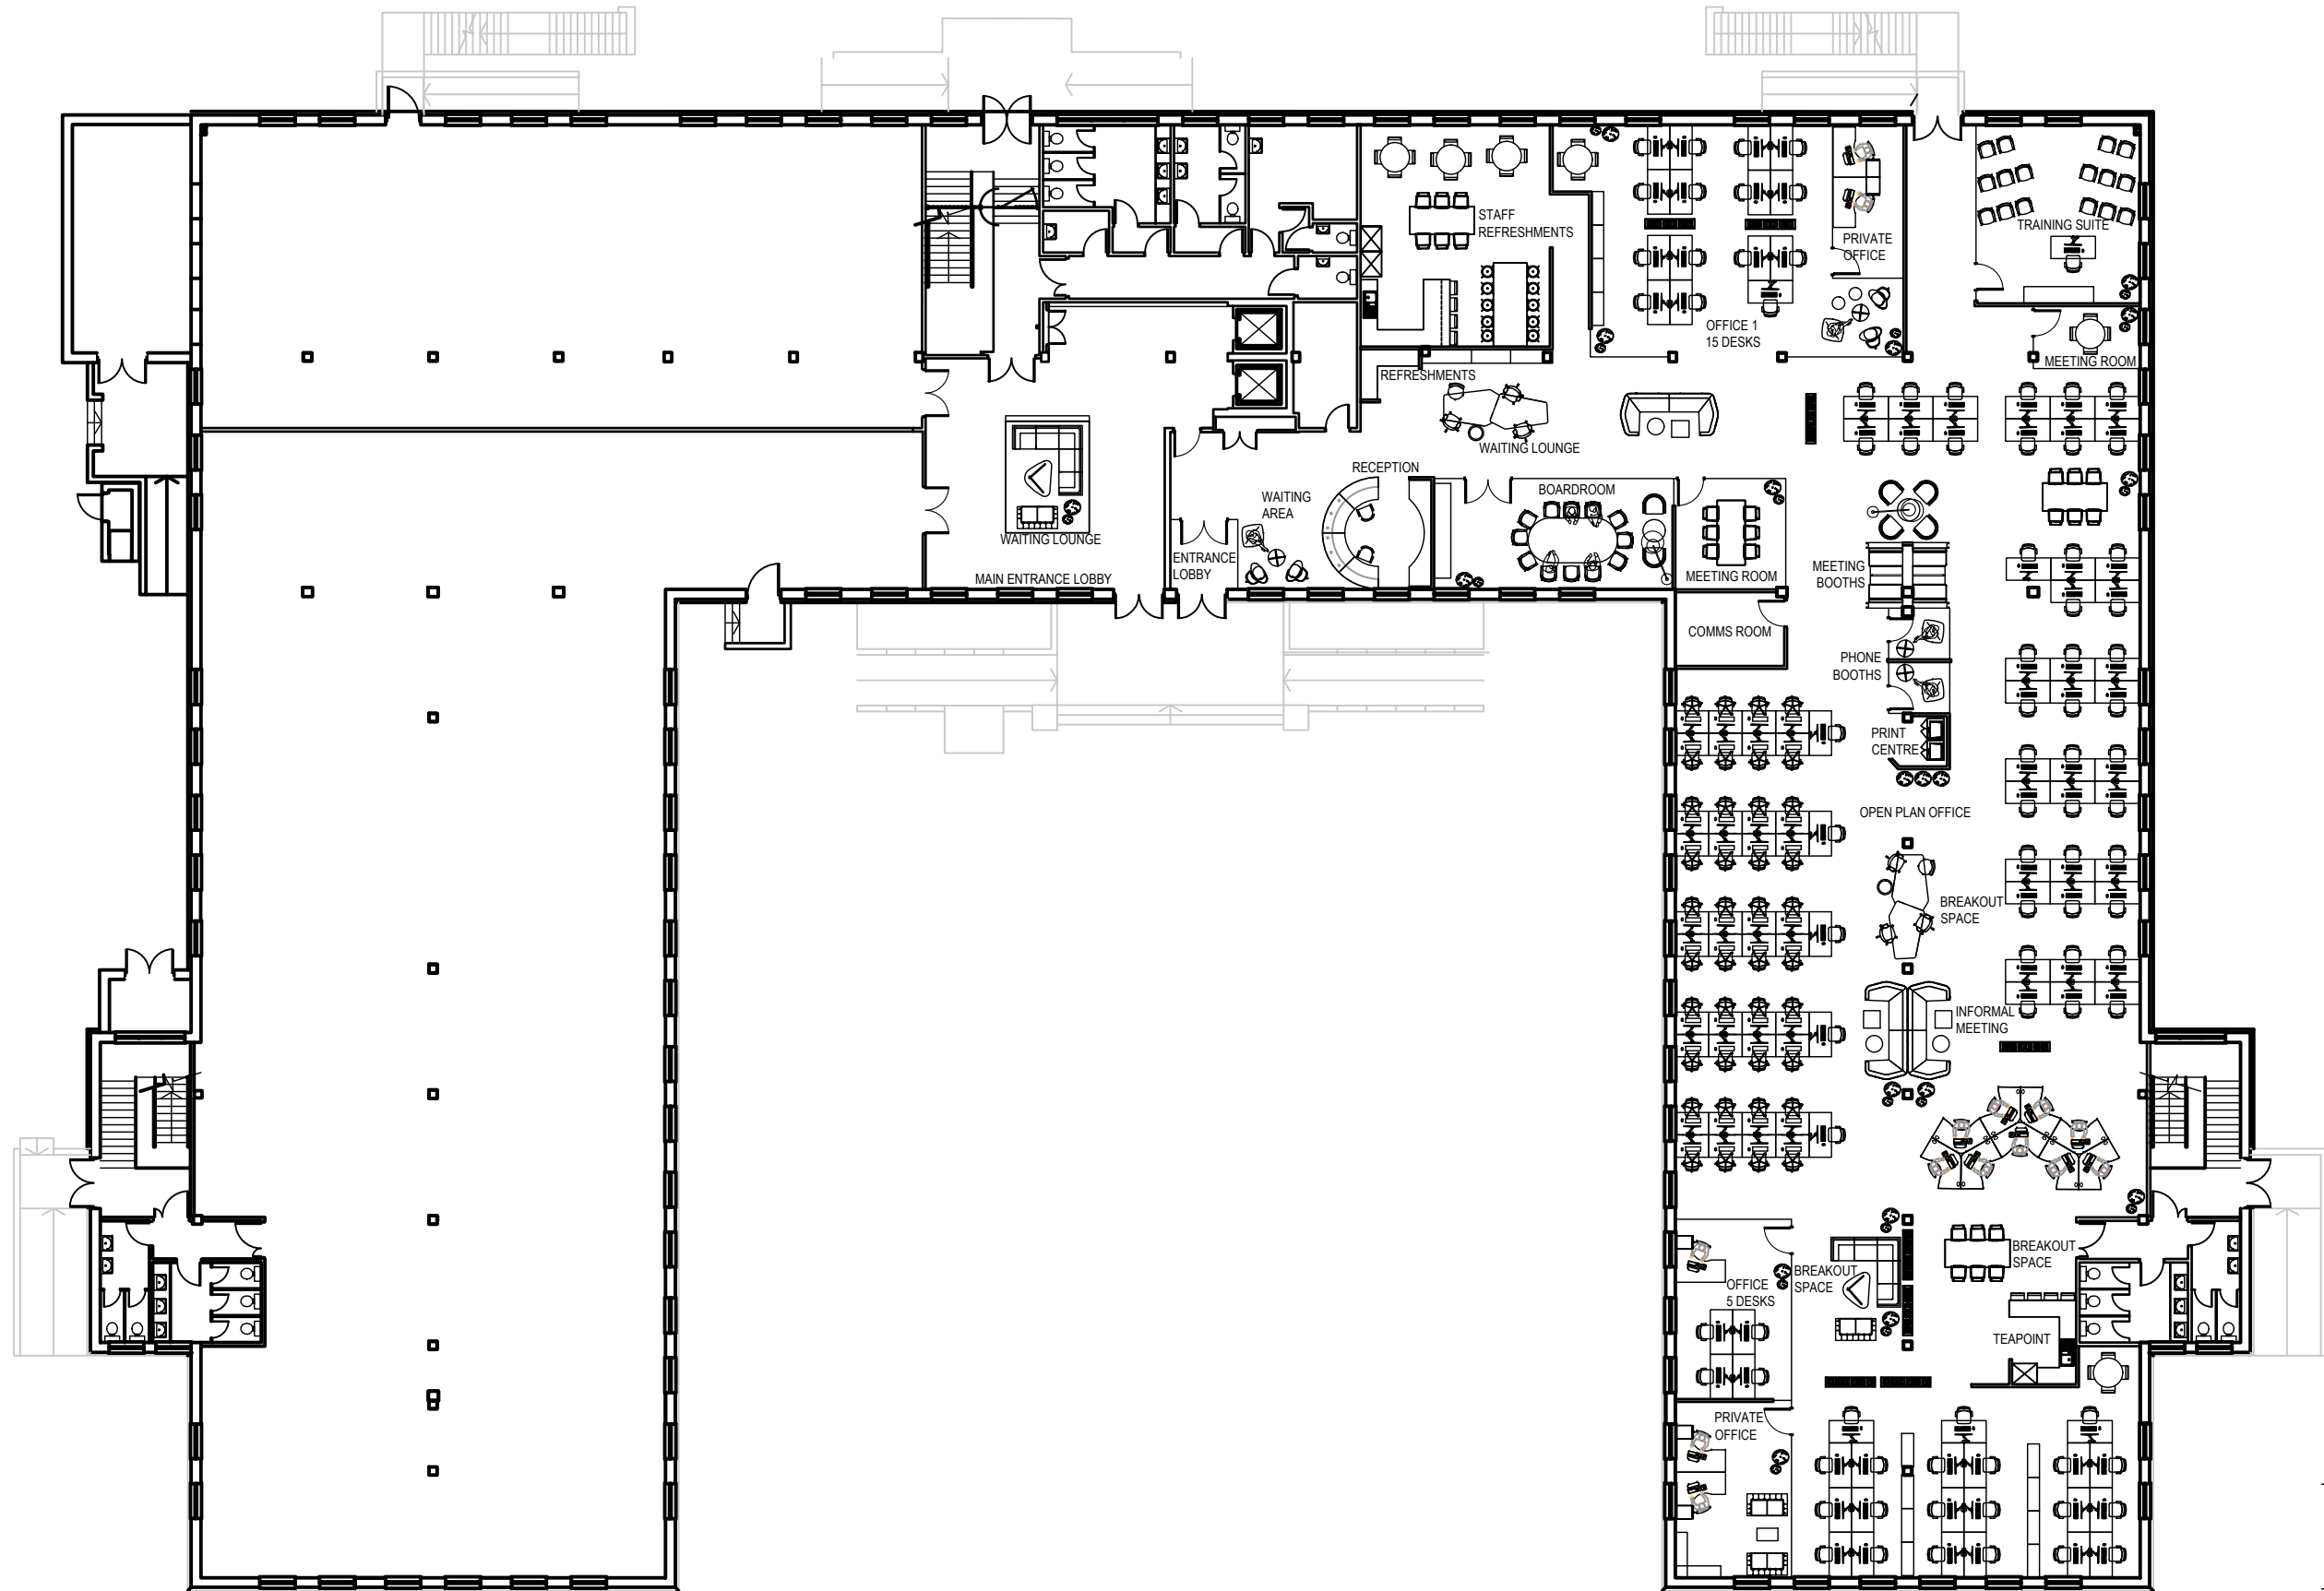 STAFF
REFRESHMENTS
PRIVATE
OFFICE
TRAINING SUITE
OFFICE 1
15 DESKS
MEETING ROOM
REFRESHMENTS
WAITING LOUNGE
RECEPTION
BOARDROOM
WAITING
AREA
WAITING LOUNGE
ENTRANCE
LOBBY
MAIN ENTRANCE LOBBY
MEETING ROOM
MEETING
BOOTHS
COMMS ROOM
PHONE
BOOTHS
PRINT
CENTRE
OPEN PLAN OFFICE
BREAKOUT
SPACE
INFORMAL
MEETING
BREAKOUT
SPACE
BREAKOUT
SPACE
OFFICE
5 DESKS
TEAPOINT
PRIVATE
OFFICE